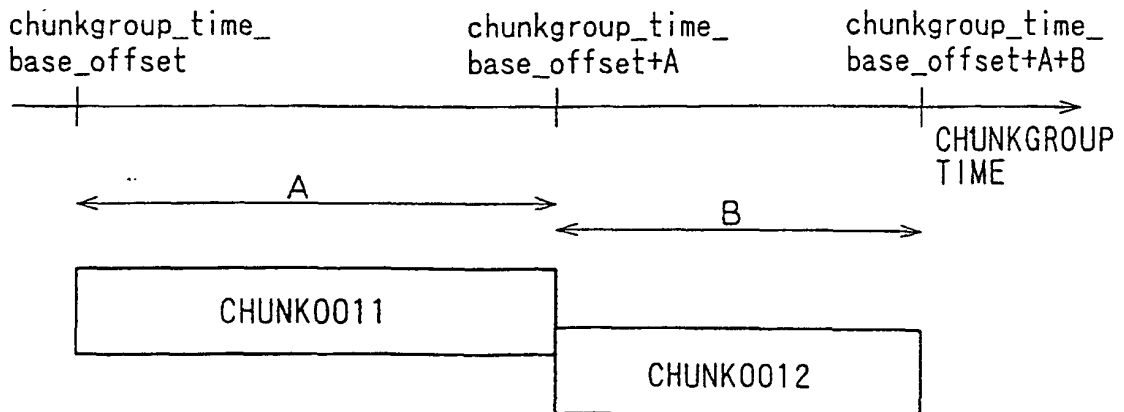 chunkgroup_time_
base_offset
chunkgroup_time_
base_offset+A
chunkgroup_time_
base_offset+A+B
CHUNKGROUP
TIME
A
B
CHUNK0011
CHUNK0012